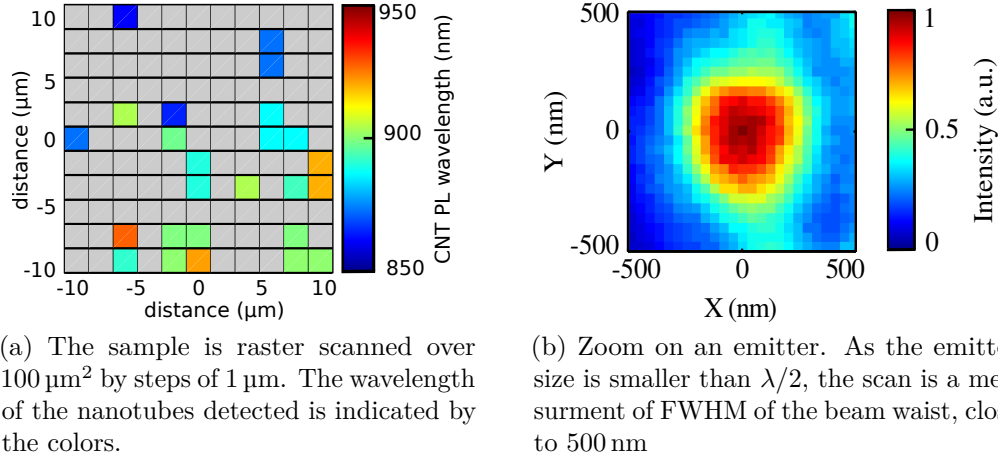 10
5
0
-5
-10
distance (µm)
-10
-5
0
5
10
distance (µm)
950
900
850
CNT PL wavelength (nm)
500
0
-500
Y (nm)
-500
0
500
X (nm)
1
0.5
0
Intensity (a.u.)
(a) The sample is raster scanned over
100 µm² by steps of 1 µm. The wavelength
of the nanotubes detected is indicated by
the colors.
(b) Zoom on an emitter. As the emitte
size is smaller than λ/2, the scan is a me
surment of FWHM of the beam waist, clos
to 500 nm